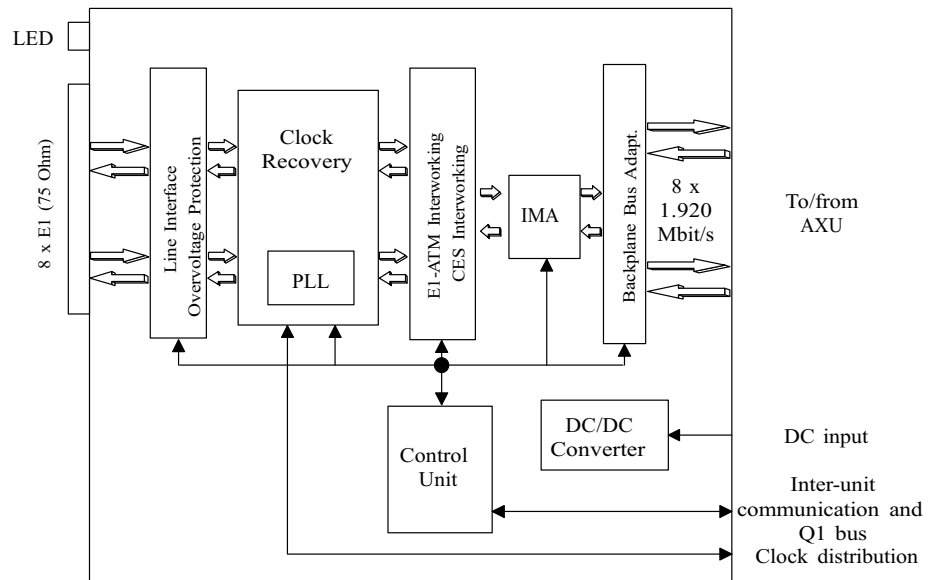 LED
8 x E1 (75 Ohm)
Line Interface
Overvoltage Protection
Clock
Recovery
PLL
E1-ATM Interworking
CES Interworking
IMA
Backplane Bus Adapt.
8 x
1.920
Mbit/s
To/from
AXU
Control
Unit
DC/DC
Converter
DC input
Inter-unit
communication and
Q1 bus
Clock distribution